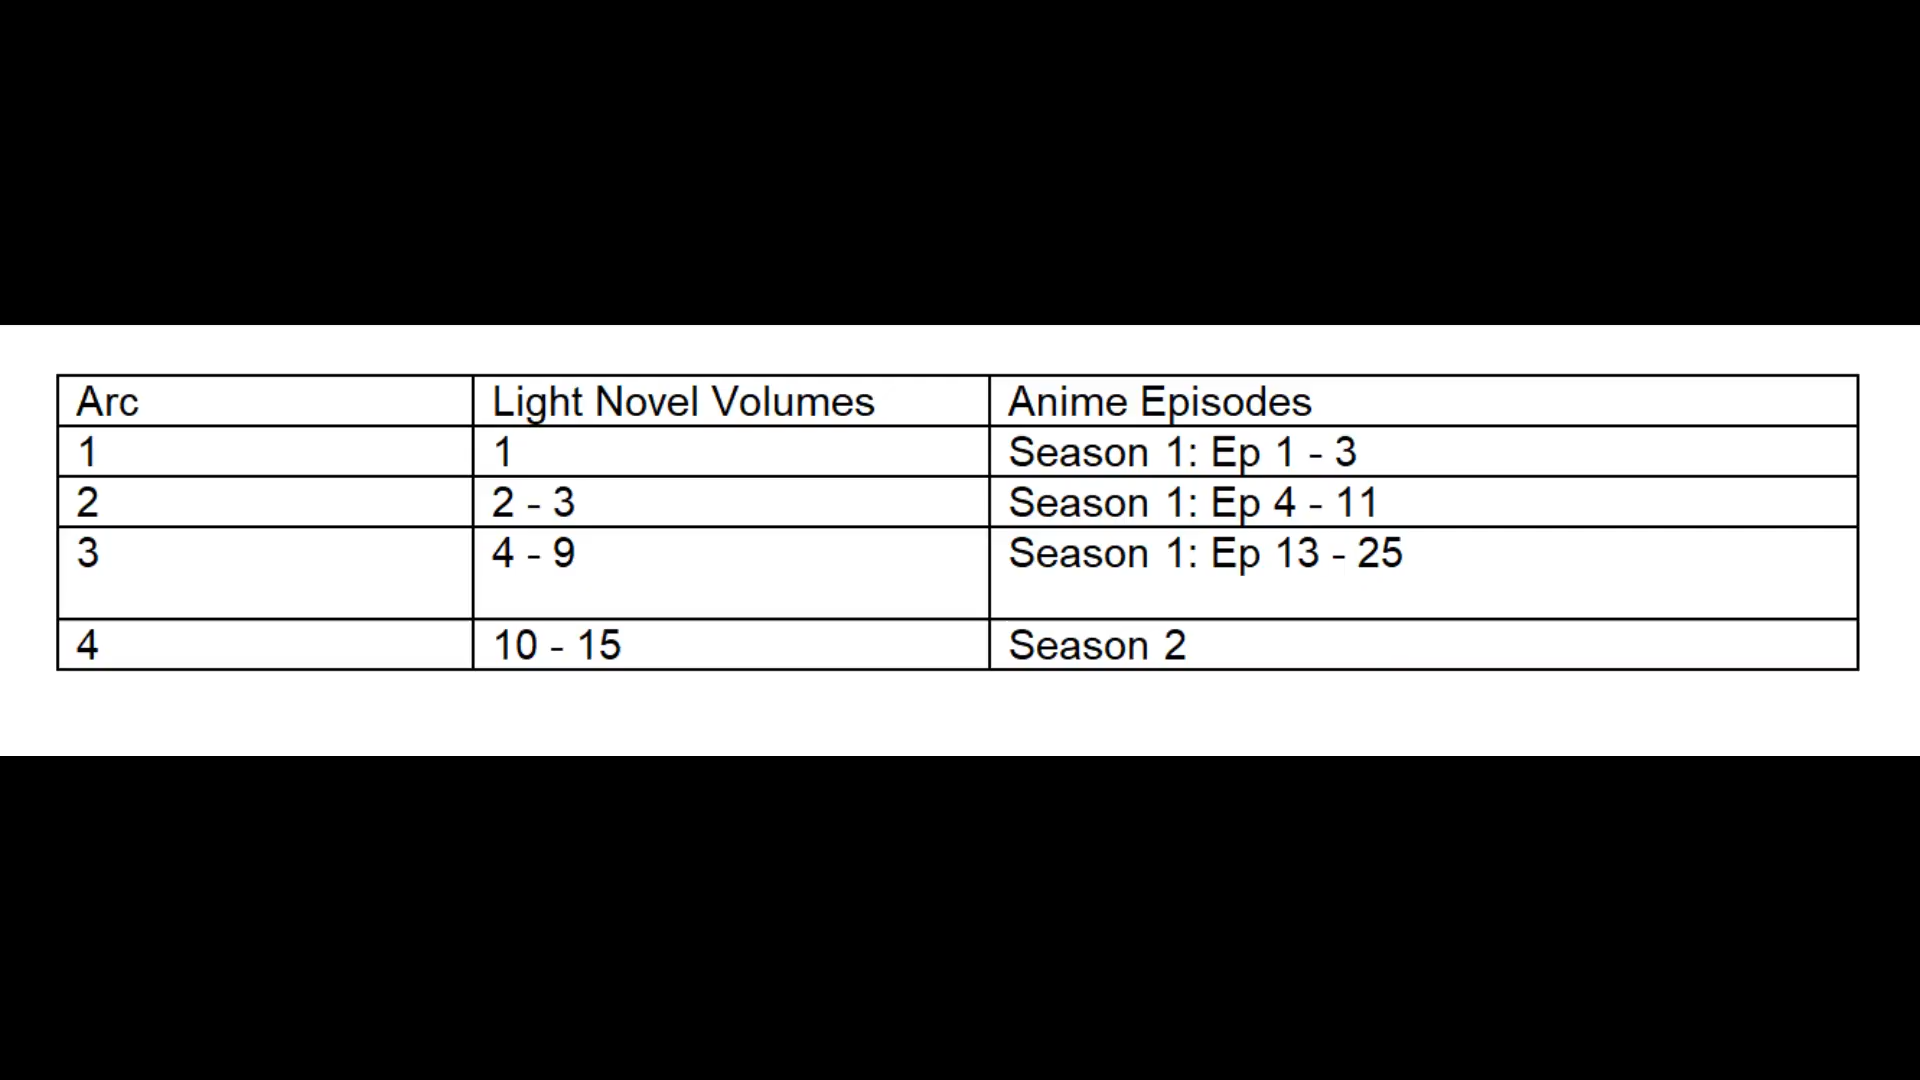 Arc Light Novel Volumes Anime Episodes
1 1 Season 1: Ep 1 - 3
2 2 - 3 Season 1: Ep 4 - 11
3 4 - 9 Season 1: Ep 13 - 25
4 10 - 15 Season 2